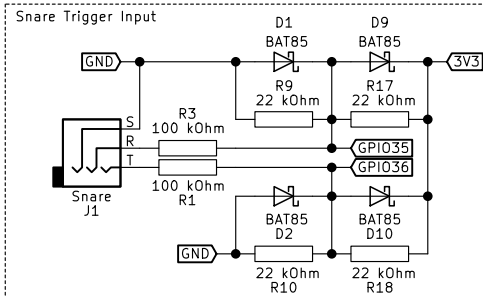 Snare Trigger Input
D1
D9
BAT85
BAT85
GND
3V3
R9
R17
22 kOhm
22 kOhm
R3
100 kOhm
S
R
T
GPIO35
GPIO36
100 kOhm
R1
Snare
J1
BAT85
BAT85
D2
D10
GND
22 kOhm
22 kOhm
R10
R18